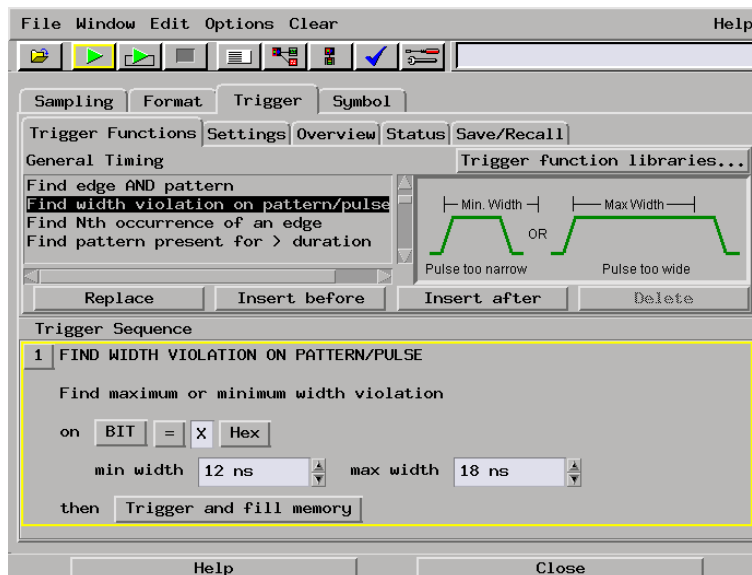 File Window Edit Options Clear Help
Sampling Format Trigger Symbol
Trigger Functions Settings Overview Status Save/Recall
General Timing Trigger function libraries...
Find edge AND pattern
Find width violation on pattern/pulse
Find Nth occurrence of an edge
Find pattern present for > duration
Min. Width Max Width
OR
Pulse too narrow Pulse too wide
Replace Insert before Insert after Delete
Trigger Sequence
1 FIND WIDTH VIOLATION ON PATTERN/PULSE
Find maximum or minimum width violation
on BIT = X Hex
min width 12 ns max width 18 ns
then Trigger and fill memory
Help Close